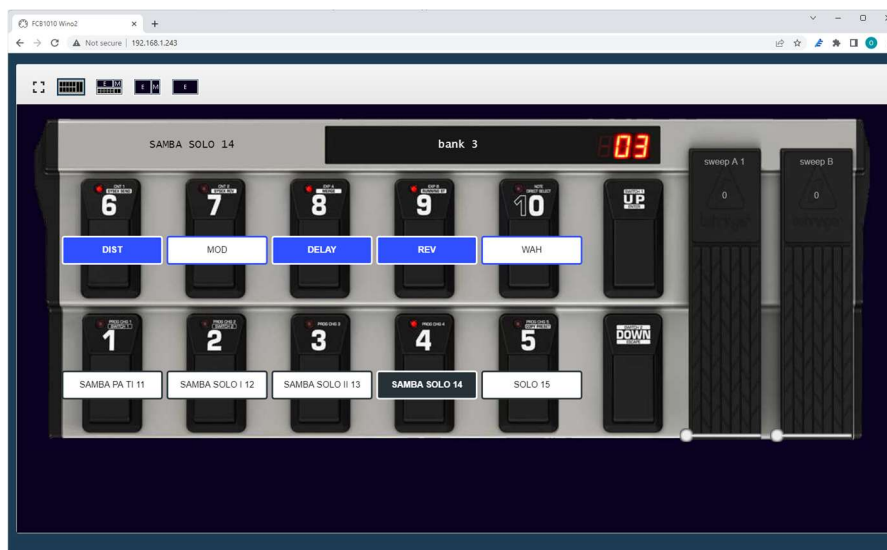 FCB1010 Wino2
Not secure | 192.168.1.243
E M
E M
E
SAMBA SOLO 14
bank 3
03
sweep A 1
sweep B
0
0
6
7
8
9
10
UP
DIST
MOD
DELAY
REV
WAH
1
2
3
4
5
DOWN
SAMBA PA TI 11
SAMBA SOLO I 12
SAMBA SOLO II 13
SAMBA SOLO 14
SOLO 15